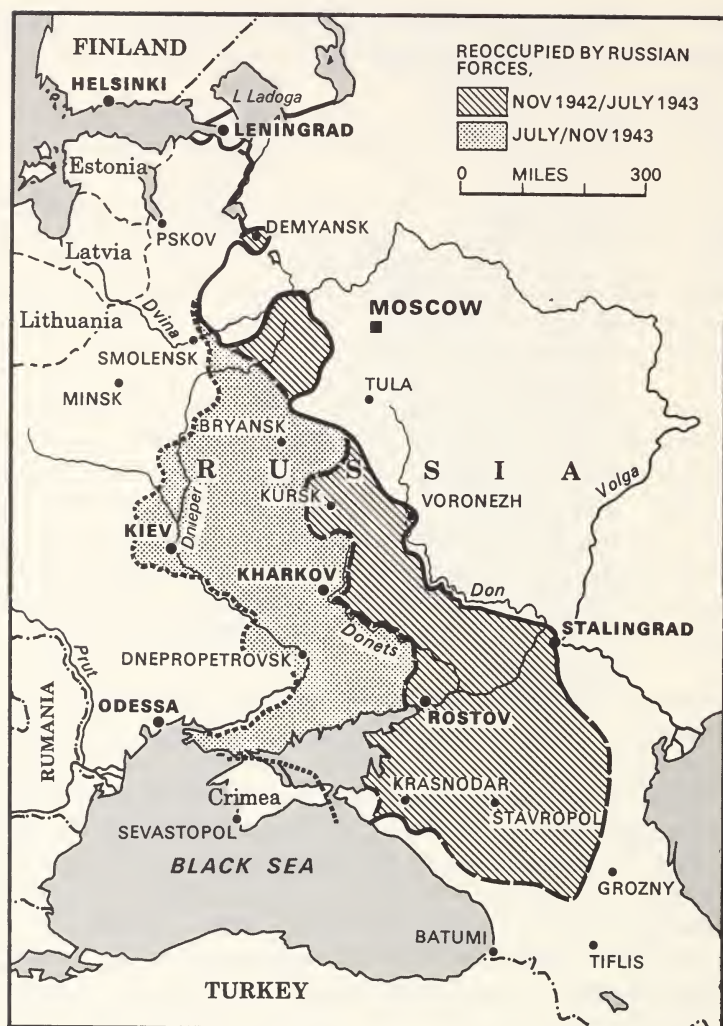 FINLAND
HELSINKI
L Ladoga
LENINGRAD
REOCCUPIED BY RUSSIAN
FORCES,
NOV 1942/JULY 1943
JULY/NOV 1943
0 MILES 300
Estonia
PSKOV
DEMYANSK
Latvia
Lithuania
Dvina
MOSCOW
SMOLENSK
MINSK
TULA
BRYANSK
RUSSIA
KURSK
VORONEZH
Volga
KIEV
Dnieper
KHARKOV
Don
Donets
STALINGRAD
DNEPROPETROVSK
Prut
ODESSA
ROSTOV
RUMANIA
KRASNODAR
STAVROPOL
Crimea
SEVASTOPOL
BLACK SEA
GROZNY
BATUMI
TIFLIS
TURKEY